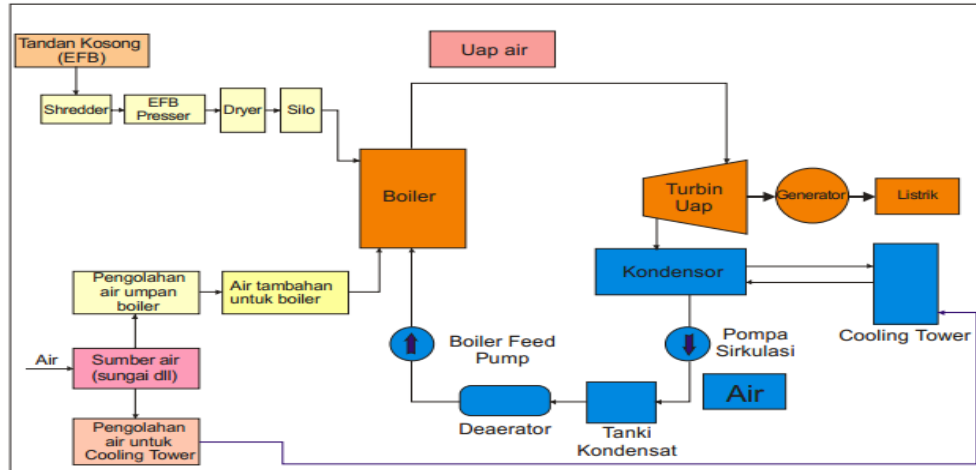 Tandan Kosong
(EFB)
Uap air
Shredder
EFB
Presser
Dryer
Silo
Boiler
Turbin
Uap
Generator
Listrik
Kondensor
Pengolahan
air umpan
boiler
Air tambahan
untuk boiler
Cooling Tower
Boiler Feed
Pump
Pompa
Sirkulasi
Air
Sumber air
(sungai dll)
Air
Deaerator
Tanki
Kondensat
Pengolahan
air untuk
Cooling Tower